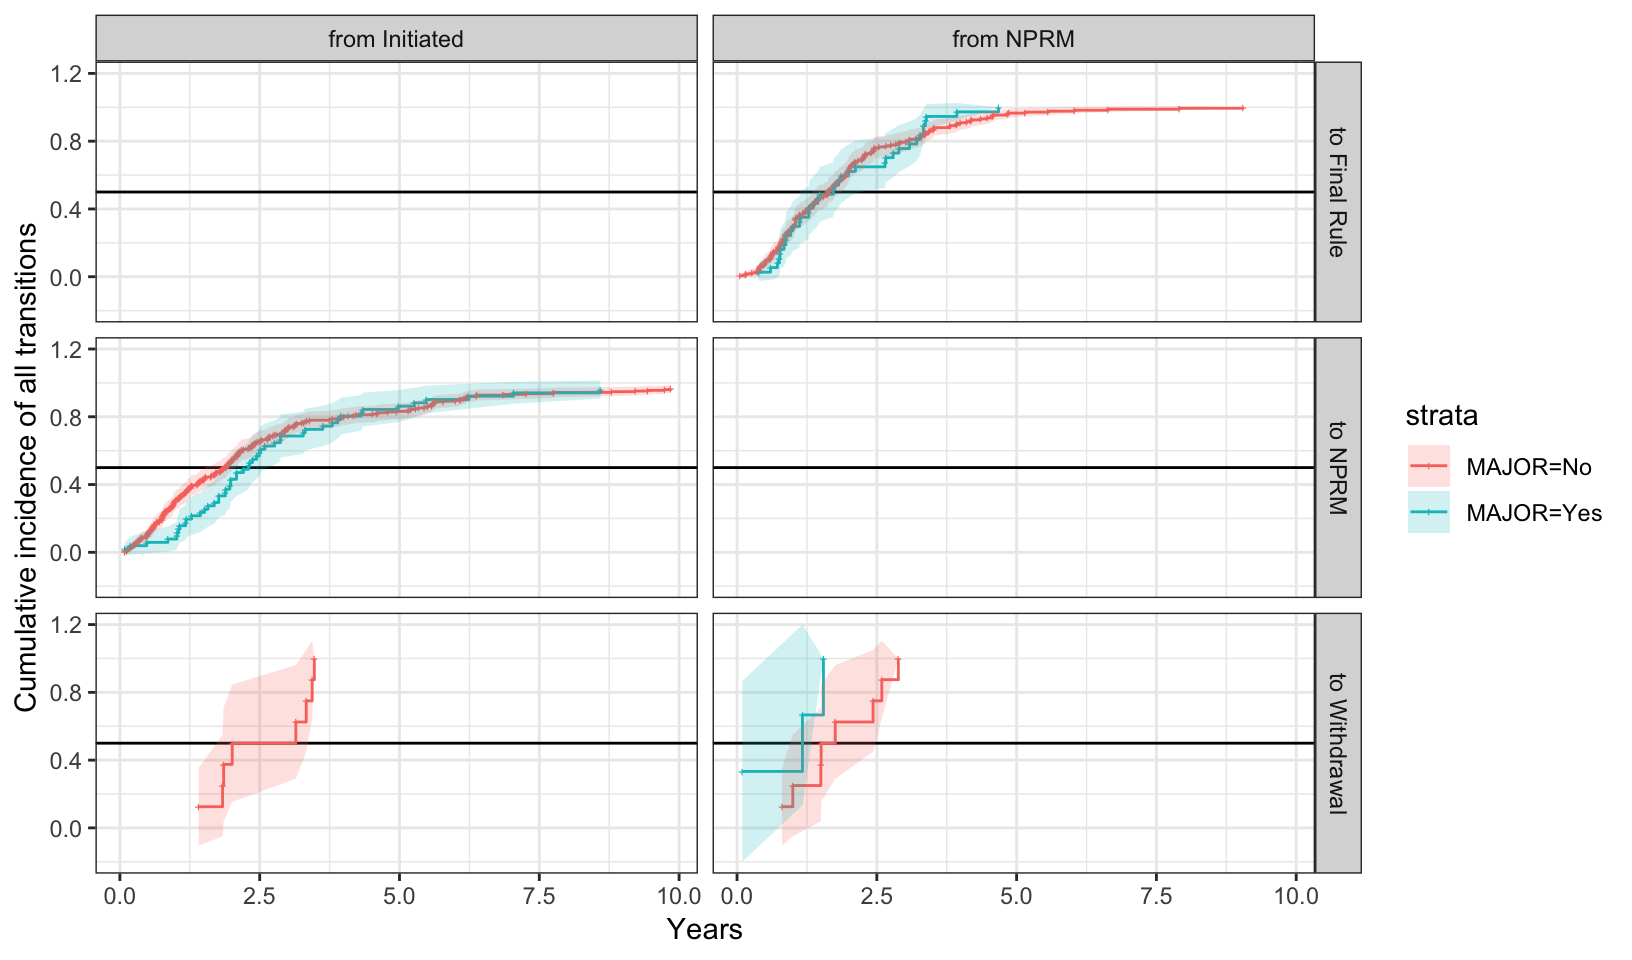 from Initiated
from NPRM
Cumulative incidence of all transitions
1.2
0.8
0.4
0.0
to Final Rule
1.2
0.8
0.4
0.0
to NPRM
1.2
0.8
0.4
0.0
to Withdrawal
0.0 2.5 5.0 7.5 10.0
0.0 2.5 5.0 7.5 10.0
Years
strata
MAJOR=No
MAJOR=Yes